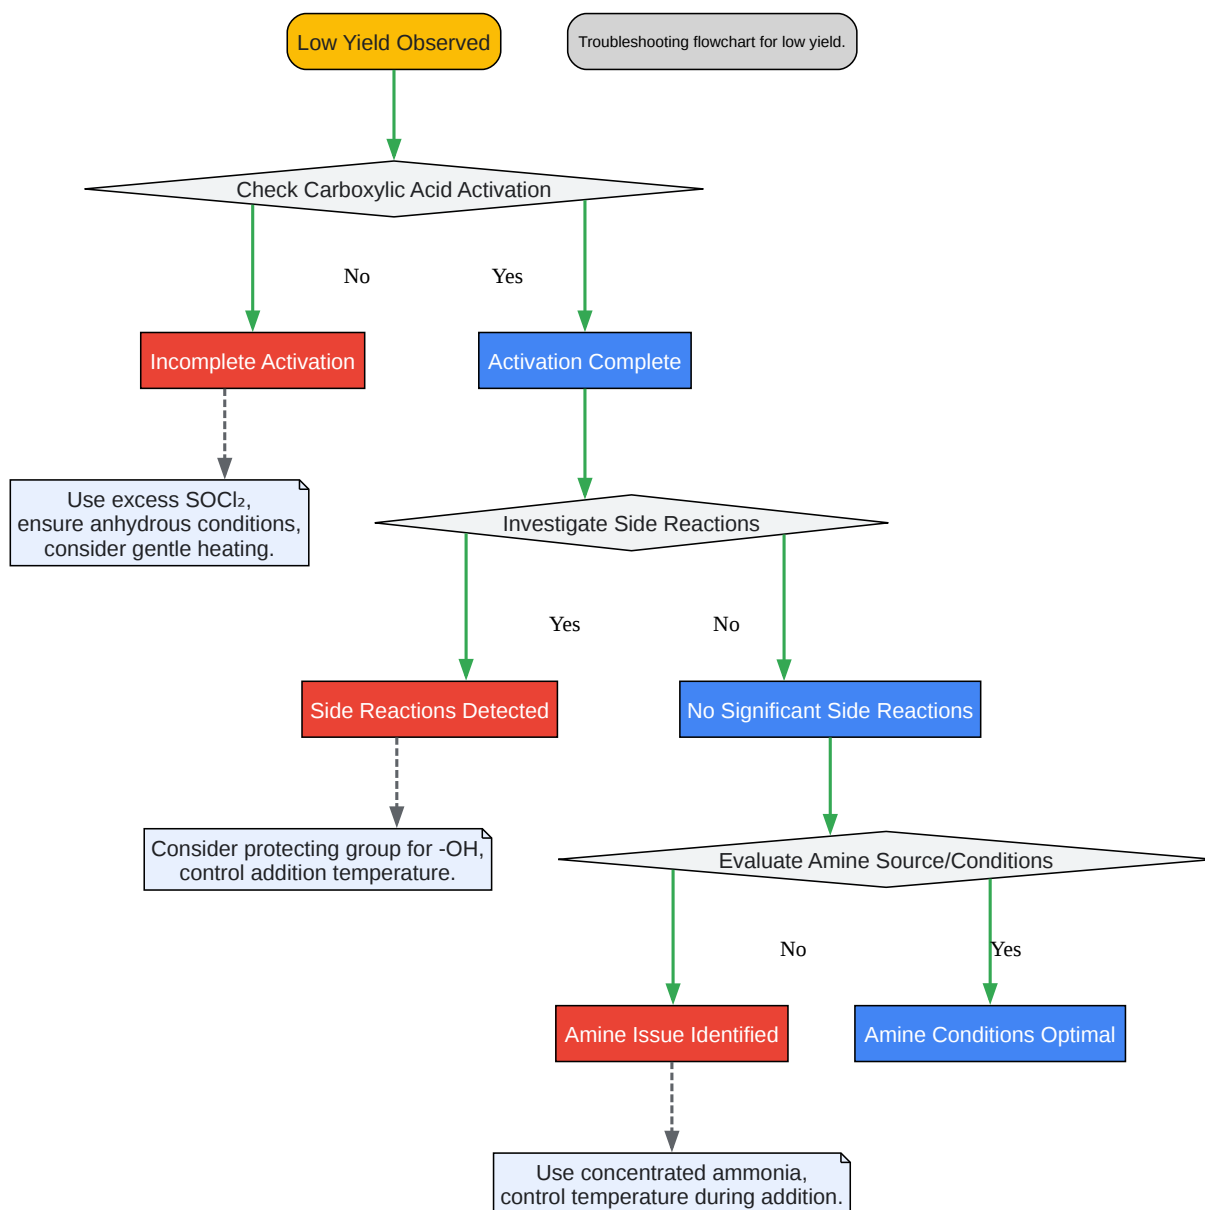 Low Yield Observed
Troubleshooting flowchart for low yield.
Check Carboxylic Acid Activation
No
Yes
Incomplete Activation
Activation Complete
Use excess SOCl₂,
ensure anhydrous conditions,
consider gentle heating.
Investigate Side Reactions
Yes
No
Side Reactions Detected
No Significant Side Reactions
Consider protecting group for -OH,
control addition temperature.
Evaluate Amine Source/Conditions
No
Yes
Amine Issue Identified
Amine Conditions Optimal
Use concentrated ammonia,
control temperature during addition.